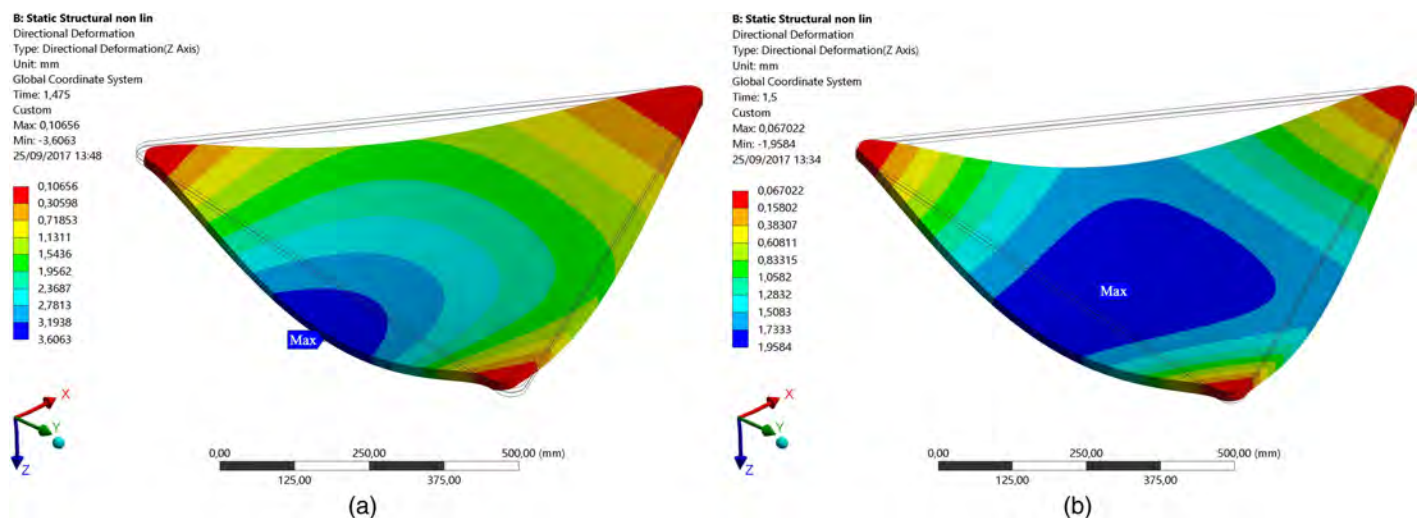 B: Static Structural non lin
Directional Deformation
Type: Directional Deformation(Z Axis)
Unit: mm
Global Coordinate System
Time: 1,475
Custom
Max: 0,10656
Min: -3,6063
25/09/2017 13:48
0,10656
0,30598
0,71853
1,1311
1,5436
1,9562
2,3687
2,7813
3,1938
3,6063
Max
X
Y
Z
0,00
250,00
500,00 (mm)
125,00
375,00
(a)
B: Static Structural non lin
Directional Deformation
Type: Directional Deformation(Z Axis)
Unit: mm
Global Coordinate System
Time: 1,5
Custom
Max: 0,067022
Min: -1,9584
25/09/2017 13:34
0,067022
0,15802
0,38307
0,60811
0,83315
1,0582
1,2832
1,5083
1,7333
1,9584
Max
X
Y
Z
0,00
250,00
500,00 (mm)
125,00
375,00
(b)